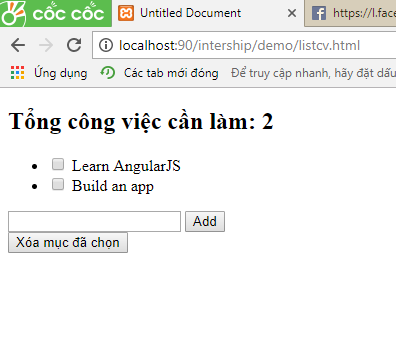 cốc cốc Untitled Document https://l.face
localhost:90/intership/demo/listcv.html
Ứng dụng Các tab mới đóng Để truy cập nhanh, hãy đặt dấu
Tổng công việc cần làm: 2
Learn AngularJS
Build an app
Add
Xóa mục đã chọn